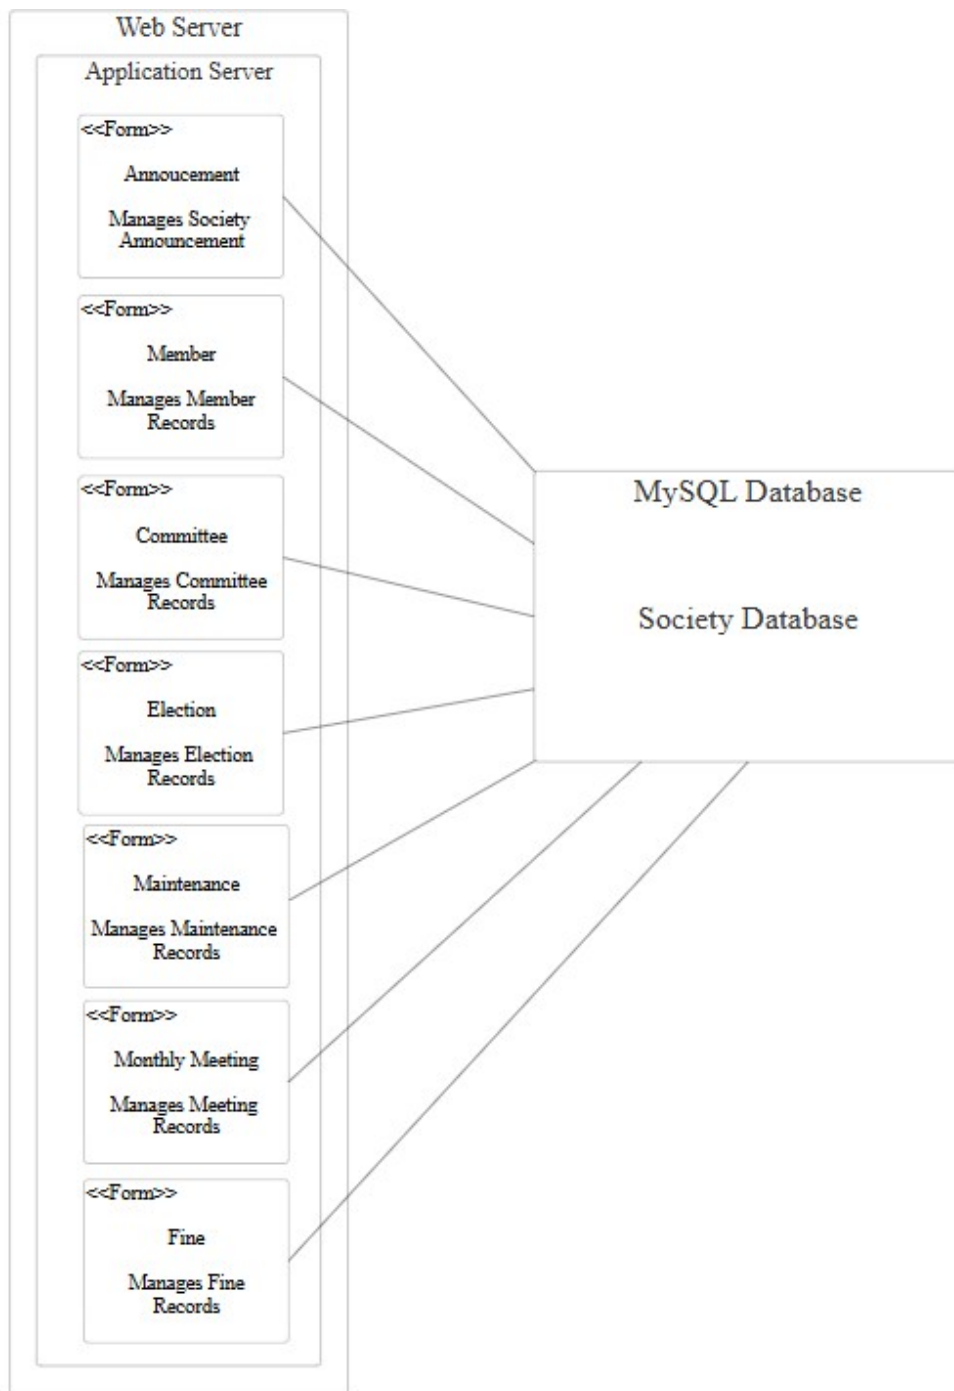 Web Server
Application Server
<<Form>>
Annoucement
Manages Society
Announcement
<<Form>>
Member
Manages Member
Records
<<Form>>
Committee
Manages Committee
Records
<<Form>>
Election
Manages Election
Records
<<Form>>
Maintenance
Manages Maintenance
Records
<<Form>>
Monthly Meeting
Manages Meeting
Records
<<Form>>
Fine
Manages Fine
Records
MySQL Database
Society Database